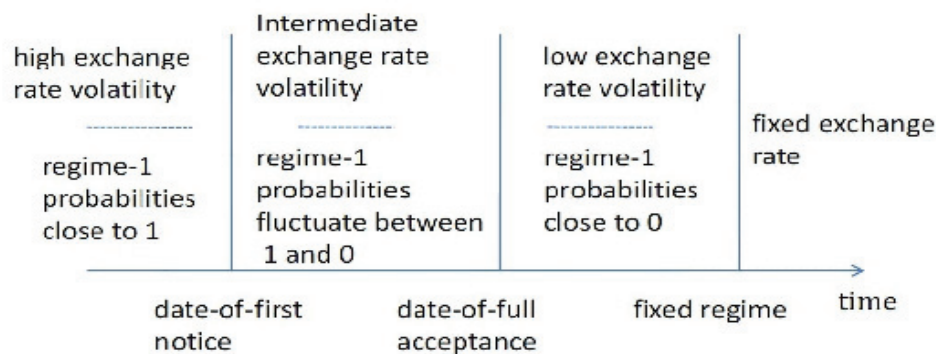 high exchange
rate volatility
regime-1
probabilities
close to 1
Intermediate
exchange rate
volatility
regime-1
probabilities
fluctuate between
1 and 0
low exchange
rate volatility
regime-1
probabilities
close to 0
fixed exchange
rate
date-of-first
notice
date-of-full
acceptance
fixed regime
time